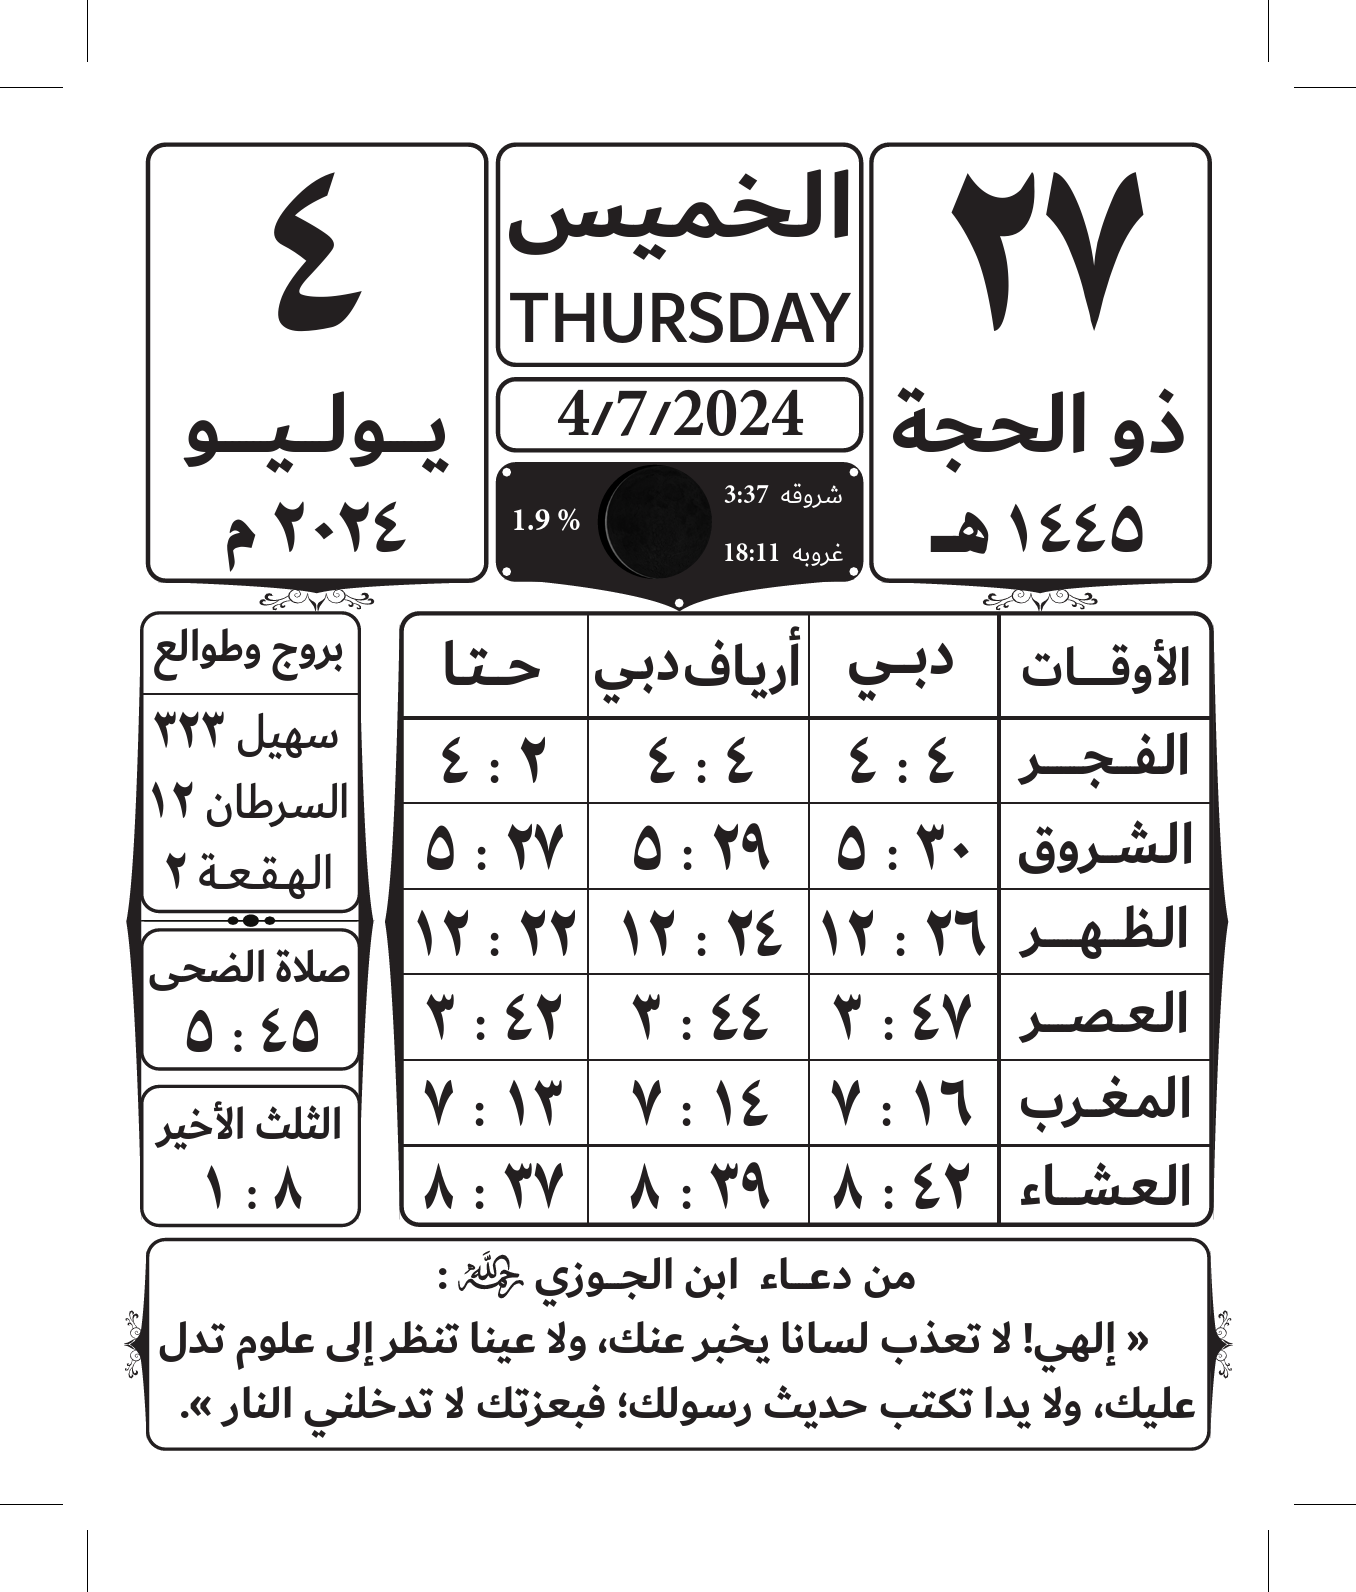 ٢٧
ذو الحجة
١٤٤٥ هـ
الخميس
THURSDAY
4/7/2024
شروقه 3:37
غروبه 18:11
1.9 %
٤
يـوليـو
٢٠٢٤ م
الأوقـات دبـي أرياف دبي حـتـا
الفـجـر ٤ : ٤ ٤ : ٤ ٤ : ٢
الشـروق ٥ : ٣٠ ٥ : ٢٩ ٥ : ٢٧
الظـهـر ١٢ : ٢٦ ١٢ : ٢٤ ١٢ : ٢٢
العـصـر ٣ : ٤٧ ٣ : ٤٤ ٣ : ٤٢
المغـرب ٧ : ١٦ ٧ : ١٤ ٧ : ١٣
العشـاء ٨ : ٤٢ ٨ : ٣٩ ٨ : ٣٧
بروج وطوالع
سهيل ٣٢٣
السرطان ١٢
الهقعة ٢
صلاة الضحى
٥ : ٤٥
الثلث الأخير
١ : ٨
من دعـاء ابن الجـوزي رحمه الله :
« إلهي! لا تعذب لسانا يخبر عنك، ولا عينا تنظر إلى علوم تدل
عليك، ولا يدا تكتب حديث رسولك؛ فبعزتك لا تدخلني النار ».